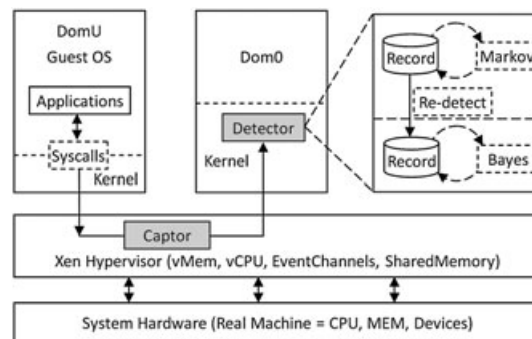 DomU
Guest OS
Applications
Syscalls
Kernel
Dom0
Detector
Kernel
Record
Markov
Re-detect
Record
Bayes
Captor
Xen Hypervisor (vMem, vCPU, EventChannels, SharedMemory)
System Hardware (Real Machine = CPU, MEM, Devices)